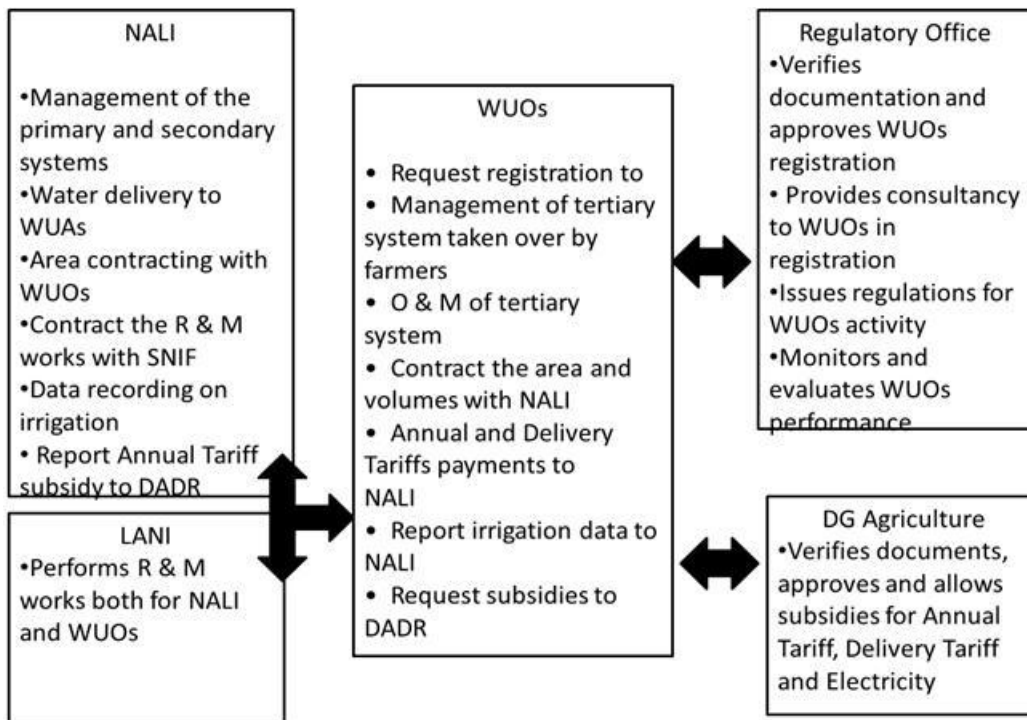 NALI
•Management of the
primary and secondary
systems
•Water delivery to
WUAs
•Area contracting with
WUOs
•Contract the R & M
works with SNIF
•Data recording on
irrigation
• Report Annual Tariff
subsidy to DADR
LANI
•Performs R & M
works both for NALI
and WUOs
WUOs
• Request registration to
• Management of tertiary
system taken over by
farmers
• O & M of tertiary
system
• Contract the area and
volumes with NALI
• Annual and Delivery
Tariffs payments to
NALI
• Report irrigation data to
NALI
• Request subsidies to
DADR
Regulatory Office
•Verifies
documentation and
approves WUOs
registration
• Provides consultancy
to WUOs in
registration
•Issues regulations for
WUOs activity
•Monitors and
evaluates WUOs
performance
DG Agriculture
•Verifies documents,
approves and allows
subsidies for Annual
Tariff, Delivery Tariff
and Electricity